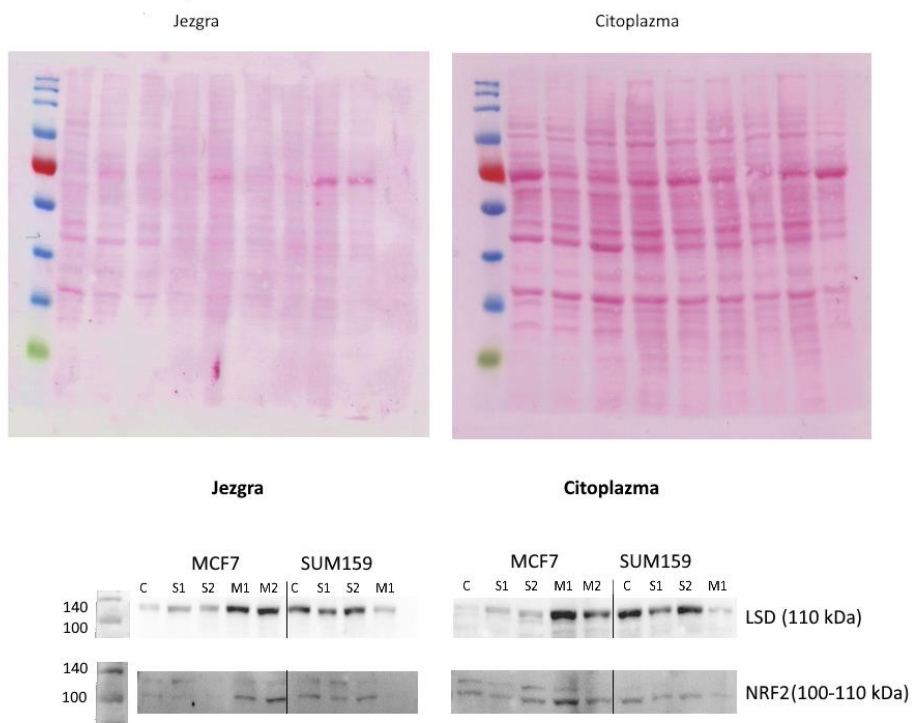 Jezgra
Citoplazma
Jezgra
Citoplazma
MCF7
SUM159
C S1 S2 M1 M2 C S1 S2 M1
140
100
140
100
MCF7
SUM159
C S1 S2 M1 M2 C S1 S2 M1
LSD (110 kDa)
NRF2(100-110 kDa)